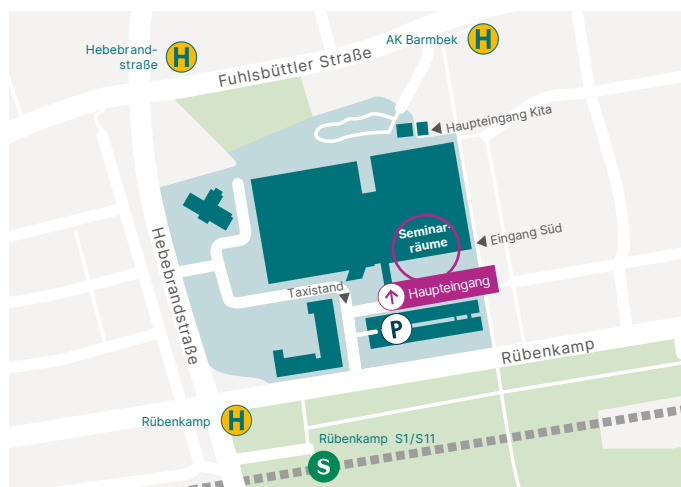 Hebebrand-
straße
H
AK Barmbek
H
Fuhlsbüttler Straße
Haupteingang Kita
Seminar-
räume
Eingang Süd
Hebebrandstraße
Taxistand
Haupteingang
P
Rübenkamp
Rübenkamp
H
Rübenkamp S1/S11
S